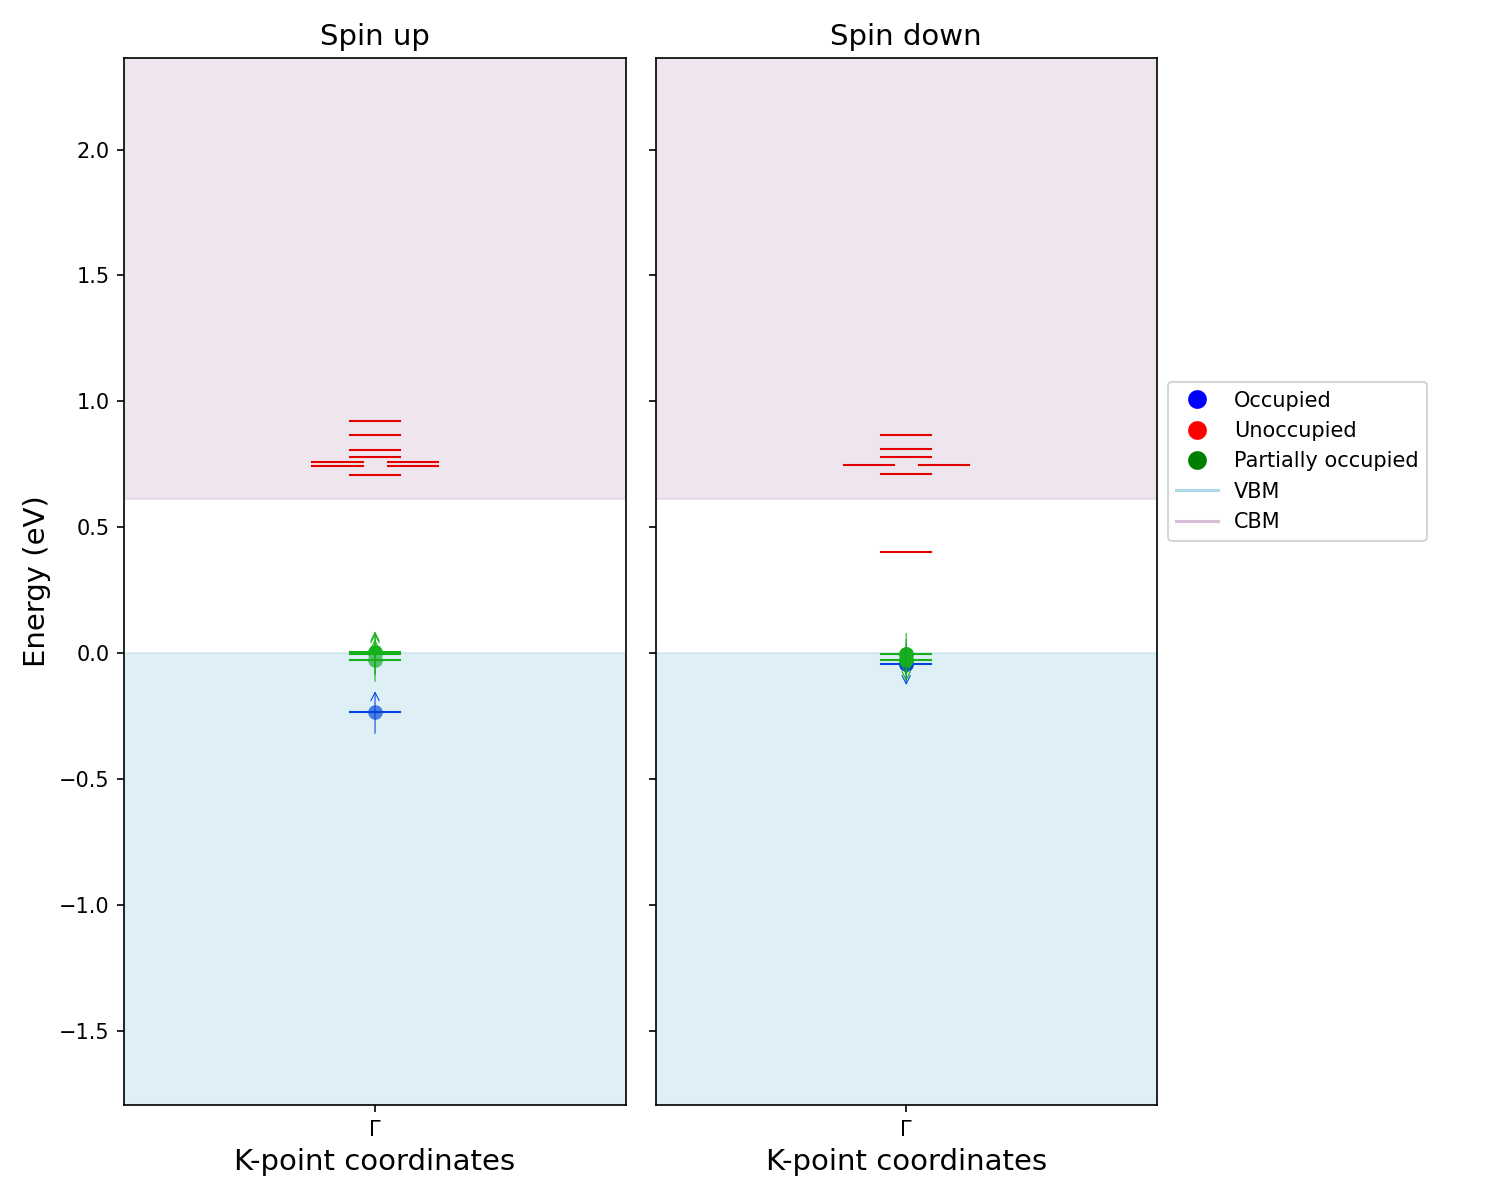 Spin up
Spin down
Energy (eV)
2.0
1.5
1.0
0.5
0.0
−0.5
−1.0
−1.5
Γ
Γ
K-point coordinates
K-point coordinates
Occupied
Unoccupied
Partially occupied
VBM
CBM